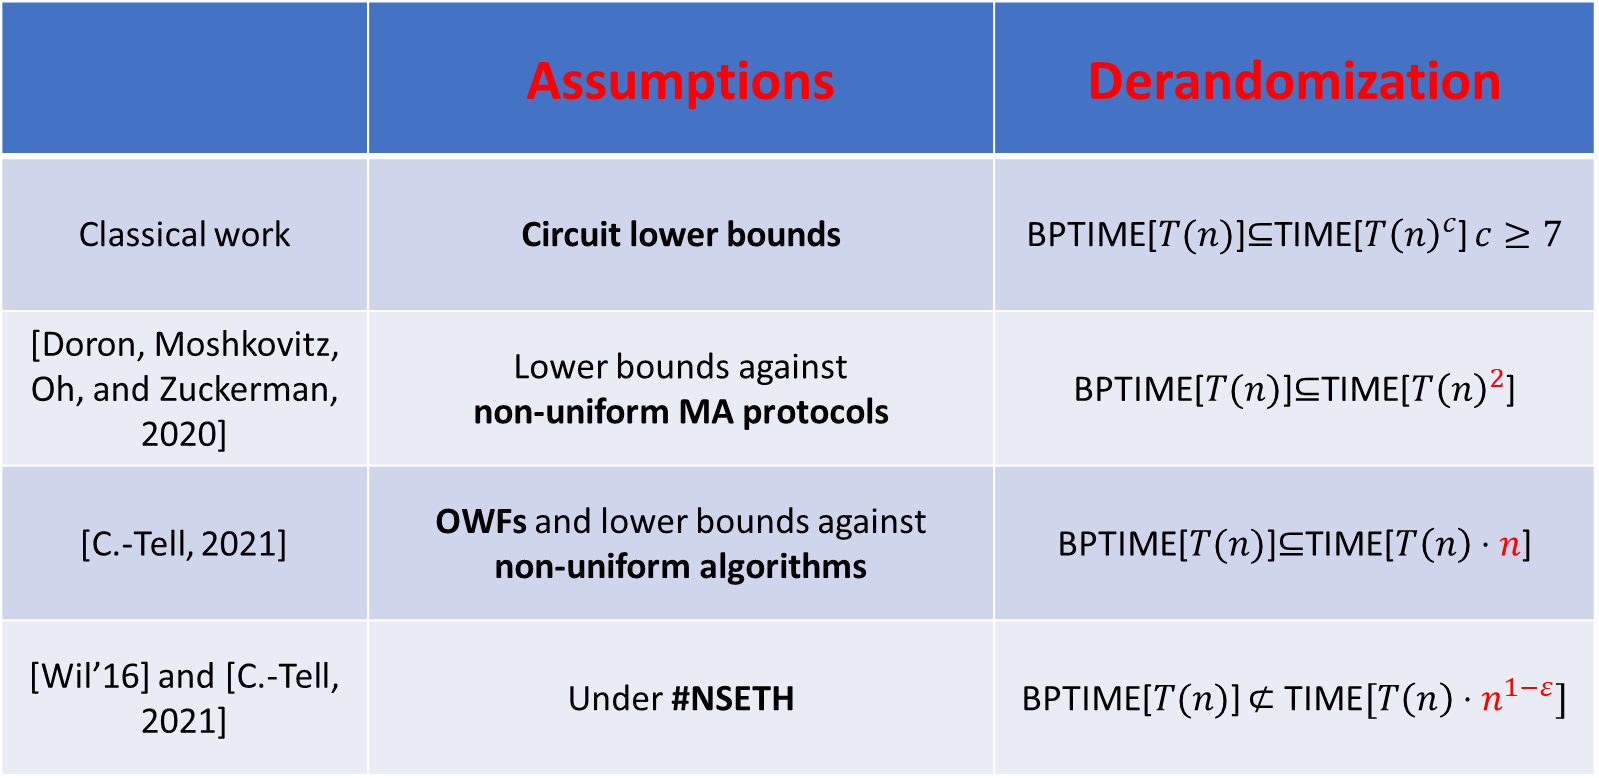 Assumptions
Derandomization
Classical work
Circuit lower bounds
BPTIME[T(n)]⊆TIME[T(n)^c] c ≥ 7
[Doron, Moshkovitz,
Oh, and Zuckerman,
2020]
Lower bounds against
non-uniform MA protocols
BPTIME[T(n)]⊆TIME[T(n)^2]
[C.-Tell, 2021]
OWFs and lower bounds against
non-uniform algorithms
BPTIME[T(n)]⊆TIME[T(n) · n]
[Wil’16] and [C.-Tell,
2021]
Under #NSETH
BPTIME[T(n)] ⊄ TIME[T(n) · n^{1−ε}]